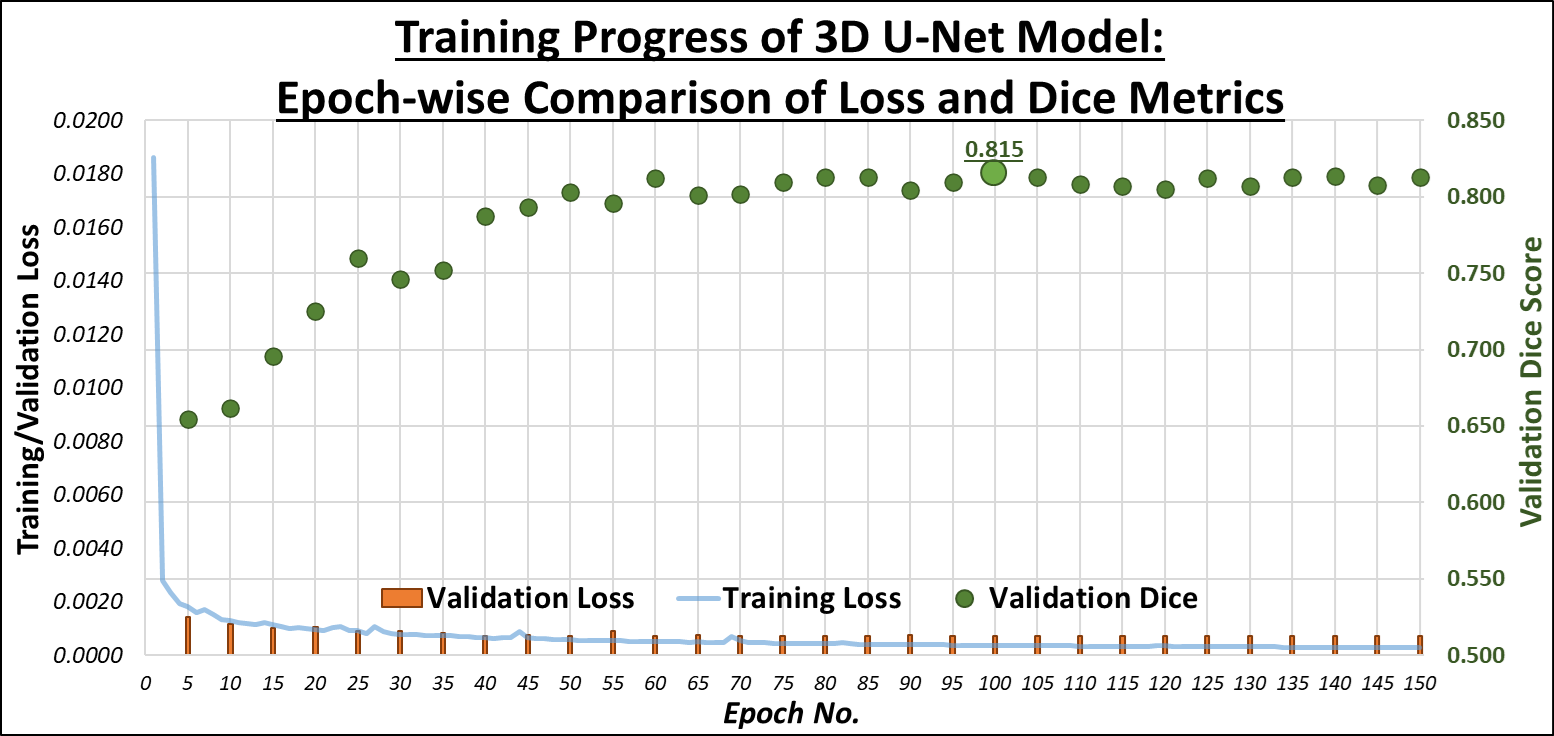 Training Progress of 3D U-Net Model:
Epoch-wise Comparison of Loss and Dice Metrics
Training/Validation Loss
0.0200
0.0180
0.0160
0.0140
0.0120
0.0100
0.0080
0.0060
0.0040
0.0020
0.0000
0.815
Validation Loss Training Loss Validation Dice
0.850
0.800
0.750
0.700
0.650
0.600
0.550
0.500
Validation Dice Score
0 5 10 15 20 25 30 35 40 45 50 55 60 65 70 75 80 85 90 95 100 105 110 115 120 125 130 135 140 145 150
Epoch No.